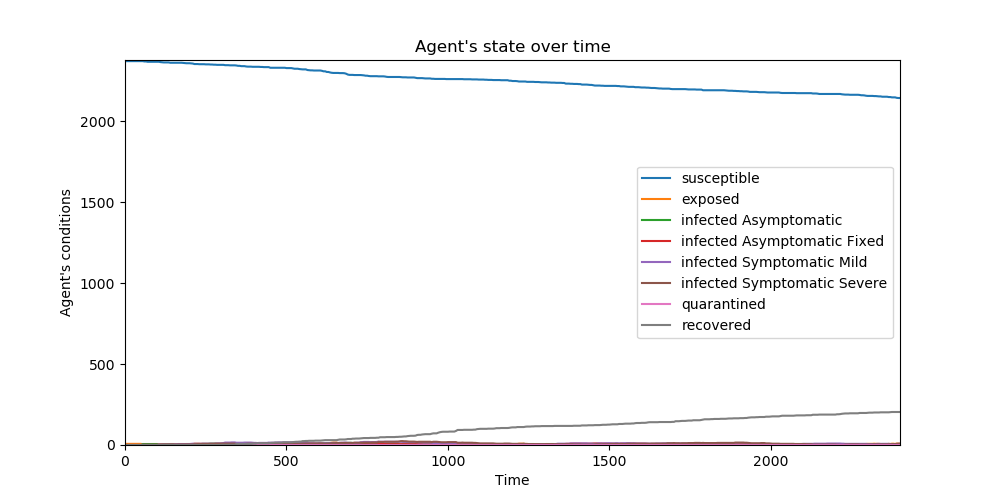 Agent's state over time
Agent's conditions
2000
1500
1000
500
0
susceptible
exposed
infected Asymptomatic
infected Asymptomatic Fixed
infected Symptomatic Mild
infected Symptomatic Severe
quarantined
recovered
0 500 1000 1500 2000
Time